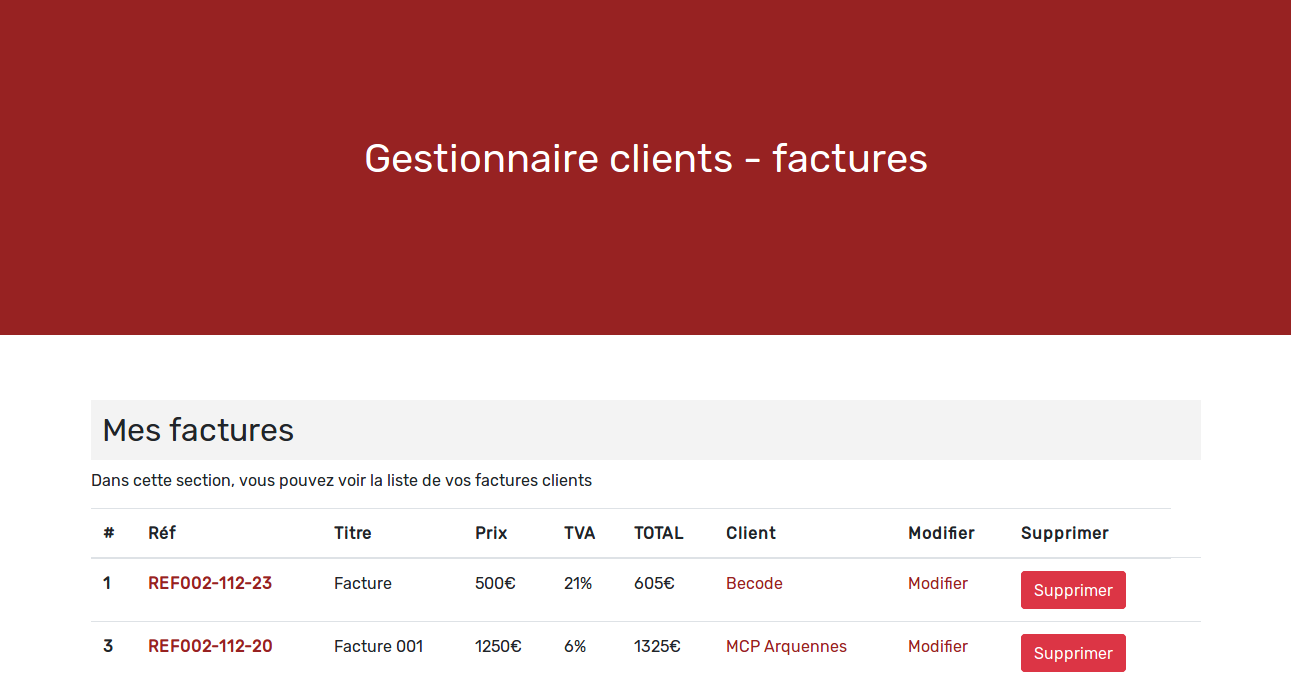 Gestionnaire clients - factures
Mes factures
Dans cette section, vous pouvez voir la liste de vos factures clients
# Réf Titre Prix TVA TOTAL Client Modifier Supprimer
1 REF002-112-23 Facture 500€ 21% 605€ Becode Modifier Supprimer
3 REF002-112-20 Facture 001 1250€ 6% 1325€ MCP Arquennes Modifier Supprimer